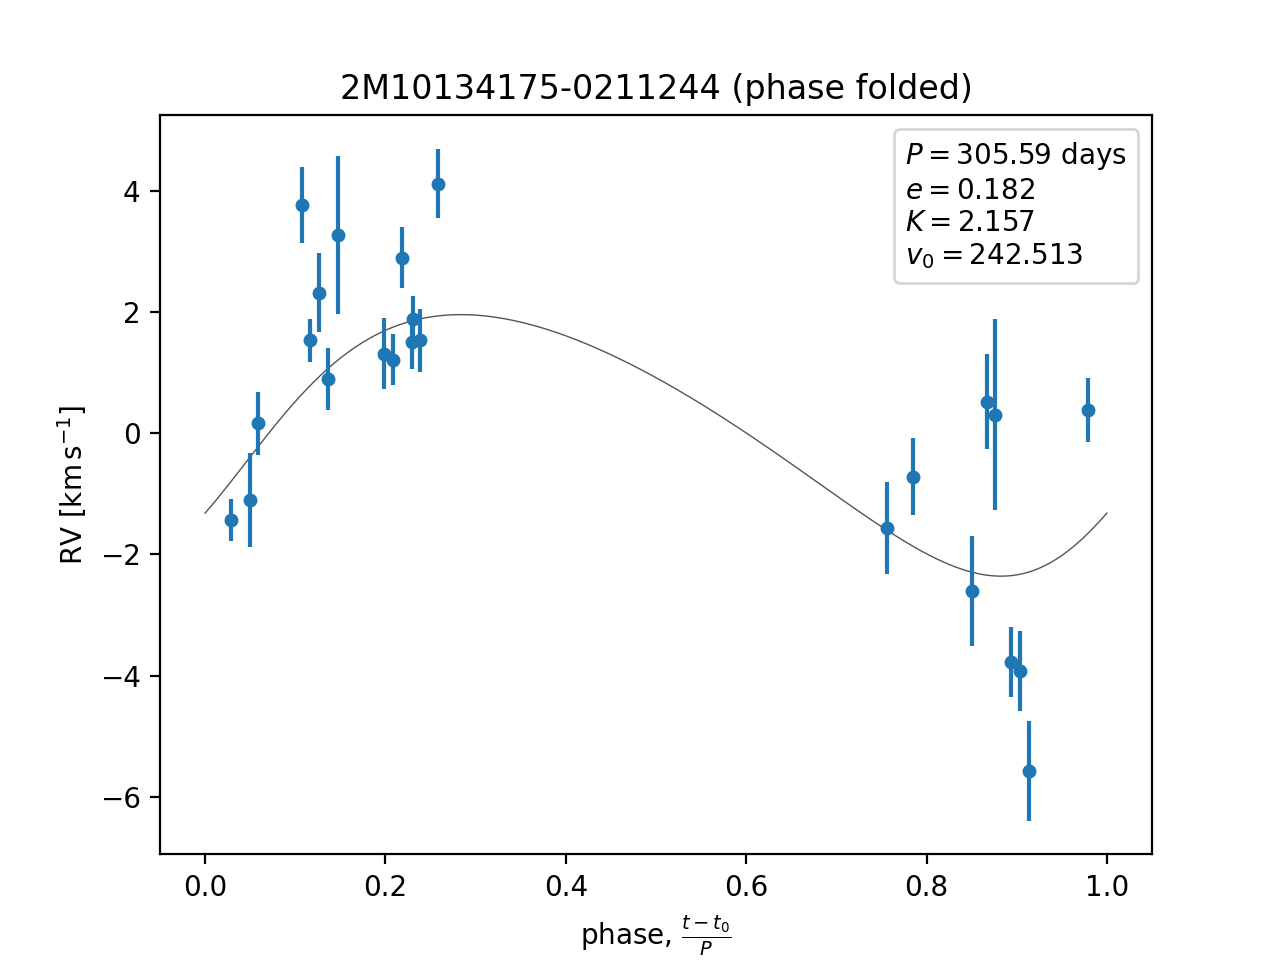 2M10134175-0211244 (phase folded)
P = 305.59 days
e = 0.182
K = 2.157
v₀ = 242.513
4
2
0
−2
−4
−6
RV [km s⁻¹]
0.0 0.2 0.4 0.6 0.8 1.0
phase, (t − t₀)/P